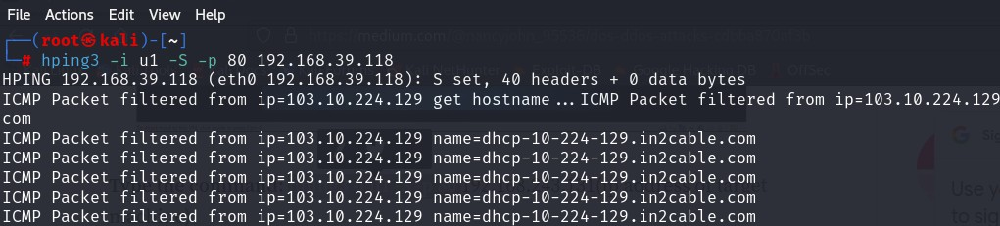 File Actions Edit View Help
┌──(root㉿kali)-[~]
└─# hping3 -i u1 -S -p 80 192.168.39.118
HPING 192.168.39.118 (eth0 192.168.39.118): S set, 40 headers + 0 data bytes
ICMP Packet filtered from ip=103.10.224.129 get hostname...ICMP Packet filtered from ip=103.10.224.129
com
ICMP Packet filtered from ip=103.10.224.129 name=dhcp-10-224-129.in2cable.com
ICMP Packet filtered from ip=103.10.224.129 name=dhcp-10-224-129.in2cable.com
ICMP Packet filtered from ip=103.10.224.129 name=dhcp-10-224-129.in2cable.com
ICMP Packet filtered from ip=103.10.224.129 name=dhcp-10-224-129.in2cable.com
ICMP Packet filtered from ip=103.10.224.129 name=dhcp-10-224-129.in2cable.com